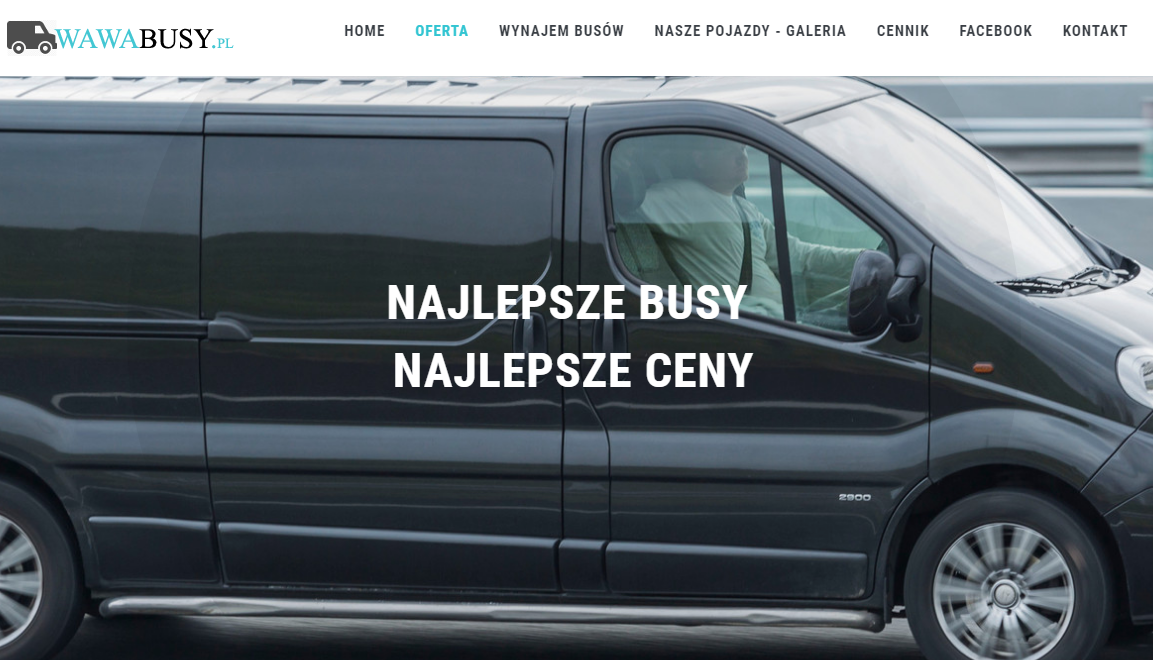 WAWABUSY.PL
HOME OFERTA WYNAJEM BUSÓW NASZE POJAZDY - GALERIA CENNIK FACEBOOK KONTAKT
NAJLEPSZE BUSY
NAJLEPSZE CENY
2900